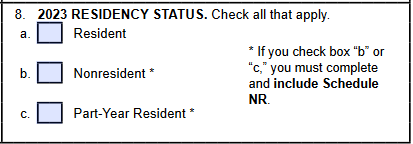 8. 2023 RESIDENCY STATUS. Check all that apply.
a. Resident
* If you check box “b” or
“c,” you must complete
and include Schedule
NR.
b. Nonresident *
c. Part-Year Resident *